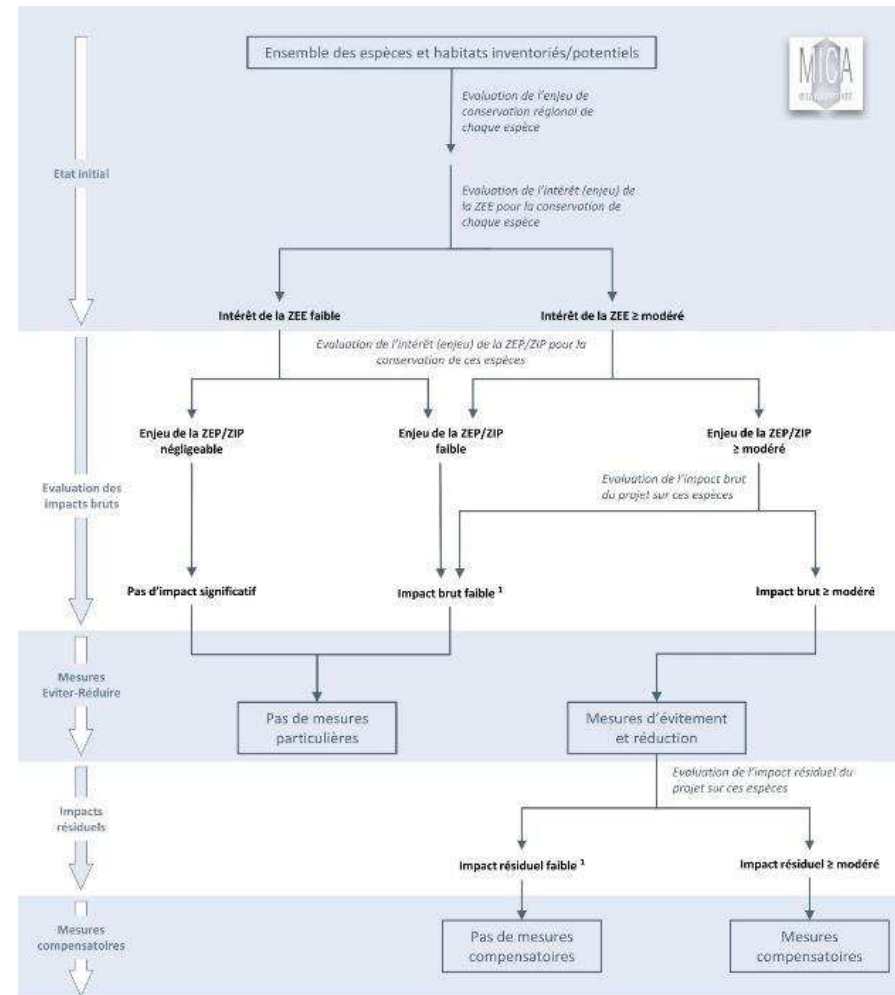 Ensemble des espèces et habitats inventoriés/potentiels
MICA
Evaluation de l'enjeu de
conservation régional de
chaque espèce
Etat initial
Evaluation de l'intérêt (enjeu) de
la ZEE pour la conservation de
chaque espèce
Intérêt de la ZEE faible
Intérêt de la ZEE ≥ modéré
Evaluation de l'intérêt (enjeu) de la ZEP/ZIP pour la
conservation de ces espèces
Enjeu de la ZEP/ZIP
négligeable
Enjeu de la ZEP/ZIP
faible
Enjeu de la ZEP/ZIP
≥ modéré
Evaluation des
impacts bruts
Evaluation de l'impact brut
du projet sur ces espèces
Pas d'impact significatif
Impact brut faible ¹
Impact brut ≥ modéré
Mesures
Eviter-Réduire
Pas de mesures
particulières
Mesures d'évitement
et réduction
Evaluation de l'impact résiduel du
projet sur ces espèces
Impacts
résiduels
Impact résiduel faible ¹
Impact résiduel ≥ modéré
Mesures
compensatoires
Pas de mesures
compensatoires
Mesures
compensatoires